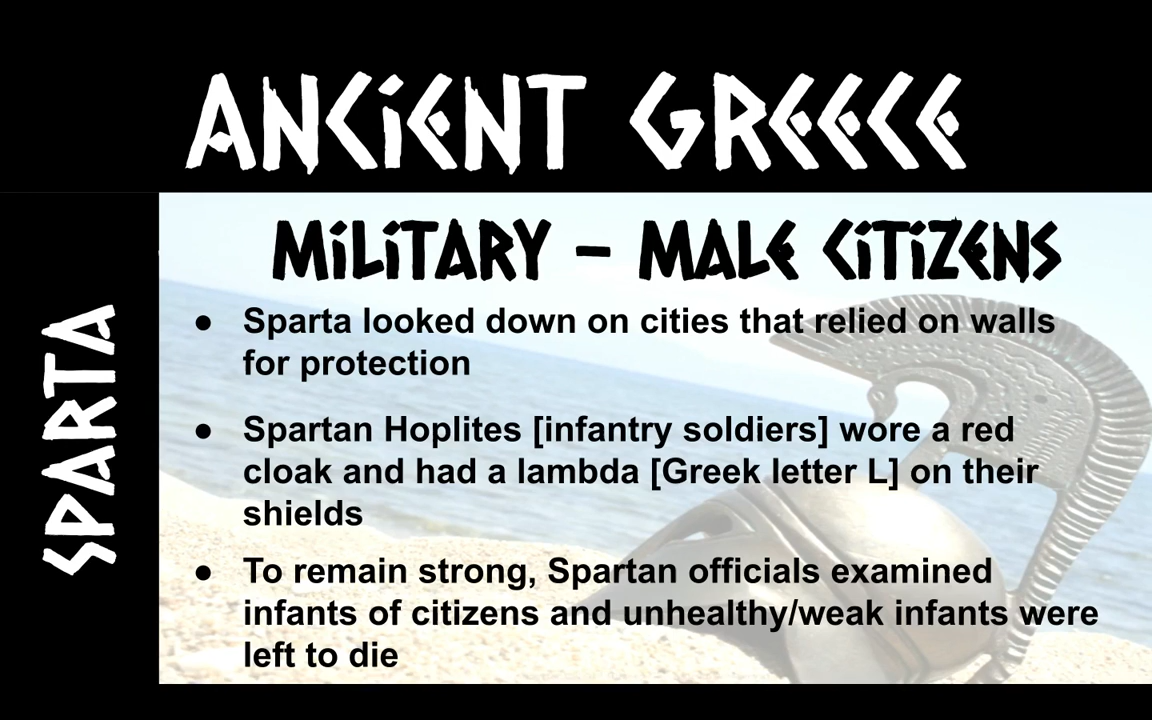 ANCiENT GREECE
SPARTA
MiLiTARY - MALE CiTiZENS
● Sparta looked down on cities that relied on walls
for protection
● Spartan Hoplites [infantry soldiers] wore a red
cloak and had a lambda [Greek letter L] on their
shields
● To remain strong, Spartan officials examined
infants of citizens and unhealthy/weak infants were
left to die